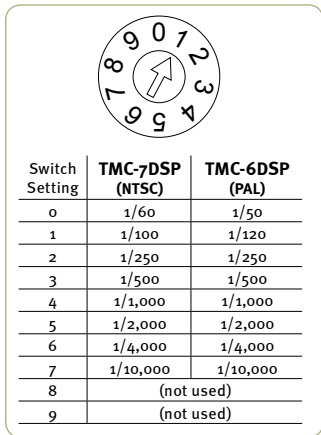 0 1 2 3 4 5 6 7 8 9
Switch Setting TMC-7DSP (NTSC) TMC-6DSP (PAL)
0 1/60 1/50
1 1/100 1/120
2 1/250 1/250
3 1/500 1/500
4 1/1,000 1/1,000
5 1/2,000 1/2,000
6 1/4,000 1/4,000
7 1/10,000 1/10,000
8 (not used)
9 (not used)